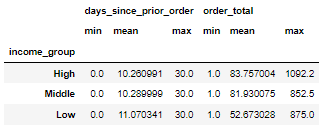 days_since_prior_order order_total
min mean max min mean max
income_group
High 0.0 10.260991 30.0 1.0 83.757004 1092.2
Middle 0.0 10.289999 30.0 1.0 81.930075 852.5
Low 0.0 11.070341 30.0 1.0 52.673028 875.0